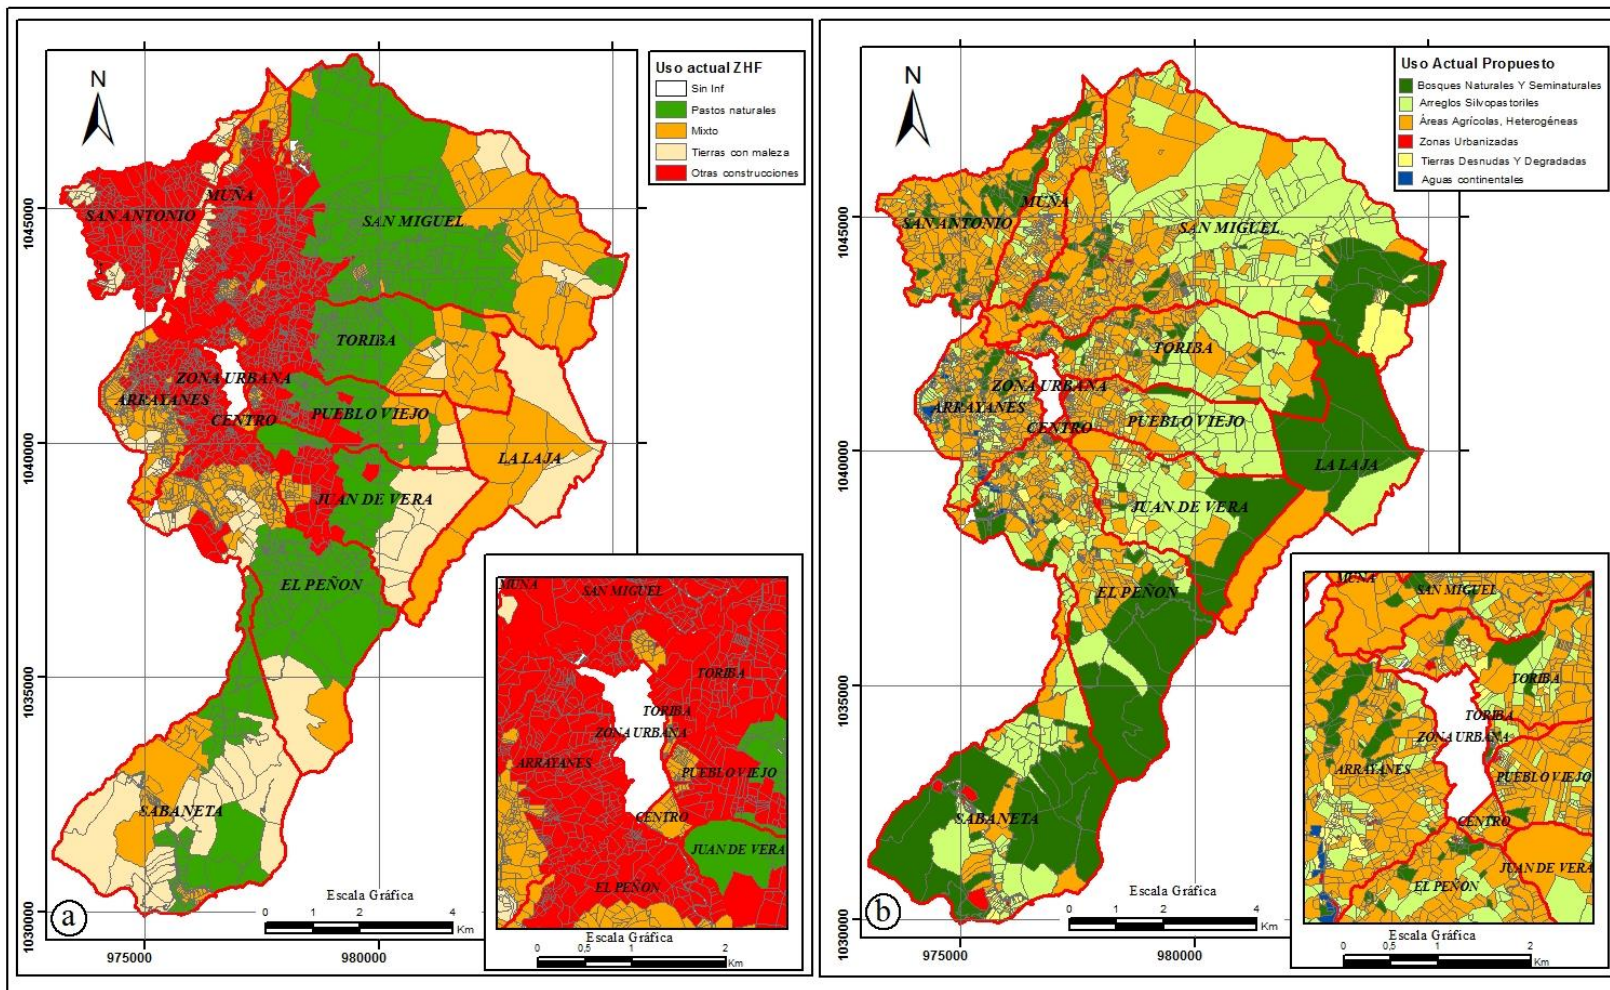 N
Uso actual ZHF
Sin Inf
Pastos naturales
Mixto
Tierras con maleza
Otras construcciones
MUÑA
SAN ANTONIO
SAN MIGUEL
TORIBA
ZONA URBANA
ARRAYANES
CENTRO
PUEBLO VIEJO
LA LAJA
JUAN DE VERA
EL PEÑON
SABANETA
1045000
1040000
1035000
1030000
975000
980000
Escala Gráfica
0 1 2 4
Km
a
MUÑA
SAN MIGUEL
TORIBA
TORIBA
ZONA URBANA
ARRAYANES
PUEBLO VIEJO
CENTRO
JUAN DE VERA
EL PEÑON
Escala Gráfica
0 0,5 1 2
Km
N
Uso Actual Propuesto
Bosques Naturales Y Seminaturales
Arreglos Silvopastoriles
Áreas Agrícolas, Heterogéneas
Zonas Urbanizadas
Tierras Desnudas Y Degradadas
Aguas continentales
MUÑA
SAN ANTONIO
SAN MIGUEL
TORIBA
ZONA URBANA
ARRAYANES
CENTRO
PUEBLO VIEJO
LA LAJA
JUAN DE VERA
EL PEÑON
SABANETA
1045000
1040000
1035000
1030000
975000
980000
Escala Gráfica
0 1 2 4
Km
b
MUÑA
SAN MIGUEL
TORIBA
TORIBA
ZONA URBANA
ARRAYANES
PUEBLO VIEJO
CENTRO
JUAN DE VERA
EL PEÑON
Escala Gráfica
0 0,5 1 2
Km